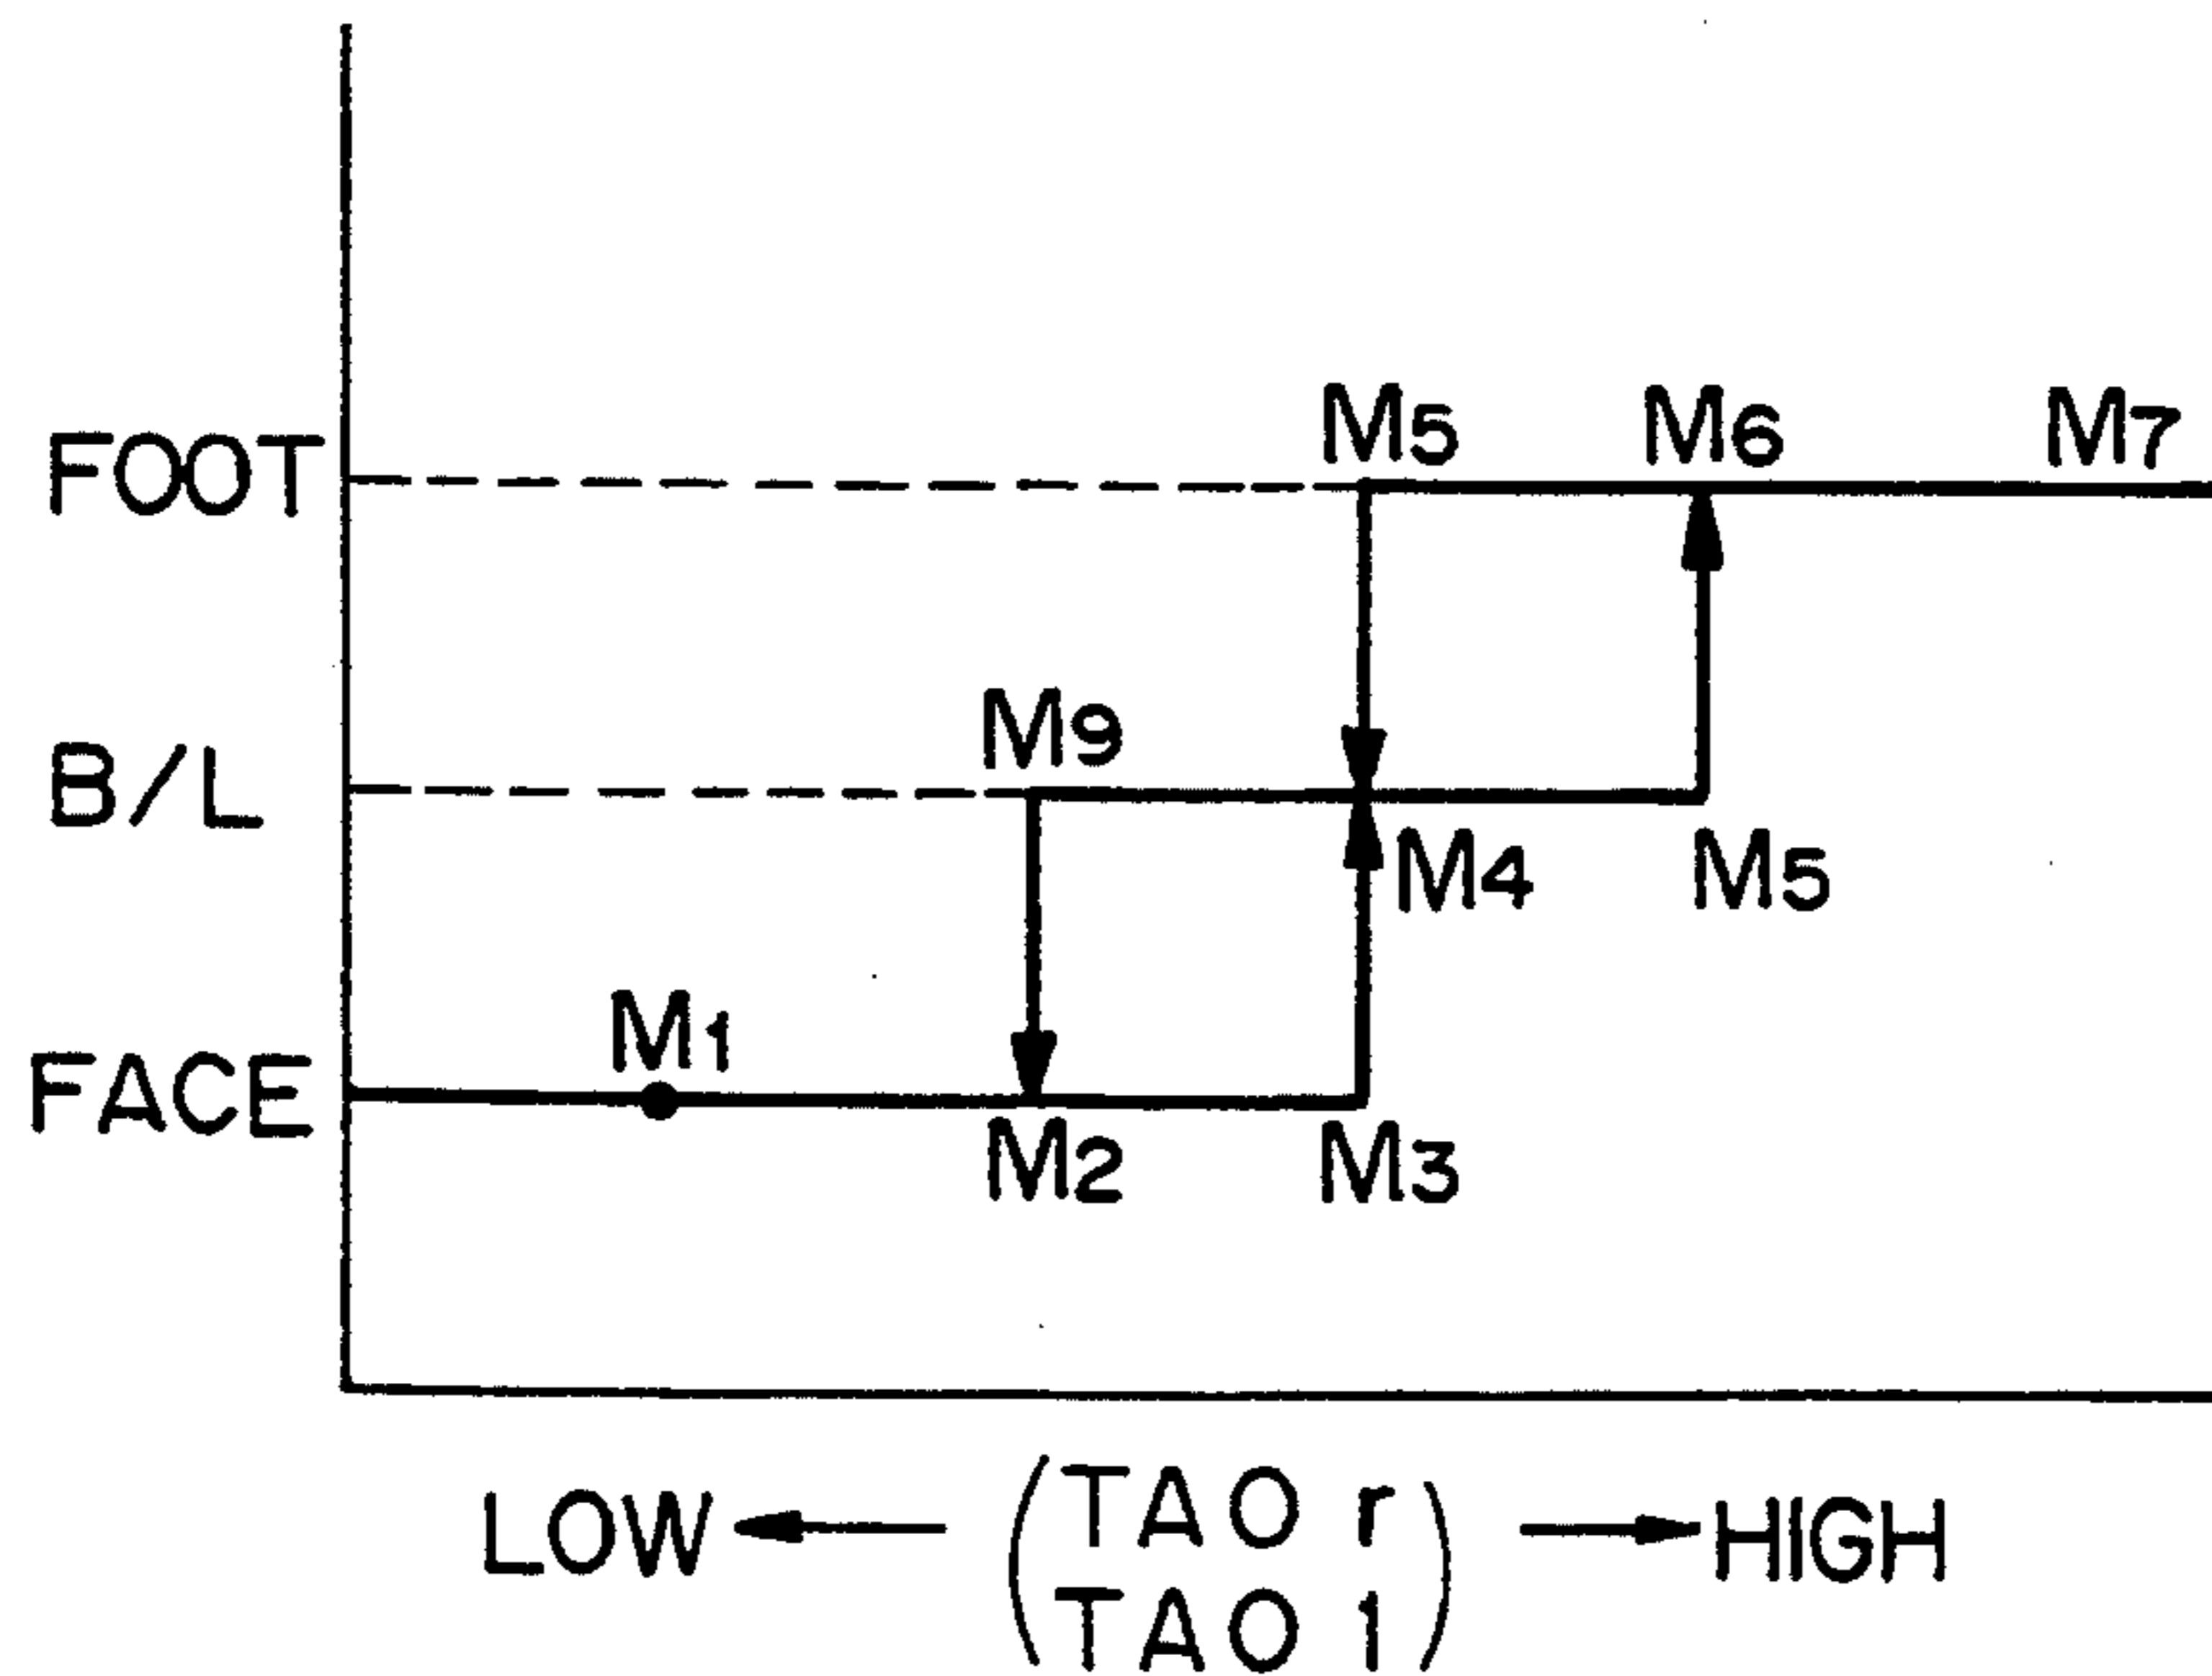 FOOT M5 M6 M7
M9
B/L
M4 M5
M1
FACE
M2 M3
LOW (TAO r) HIGH
TAO 1